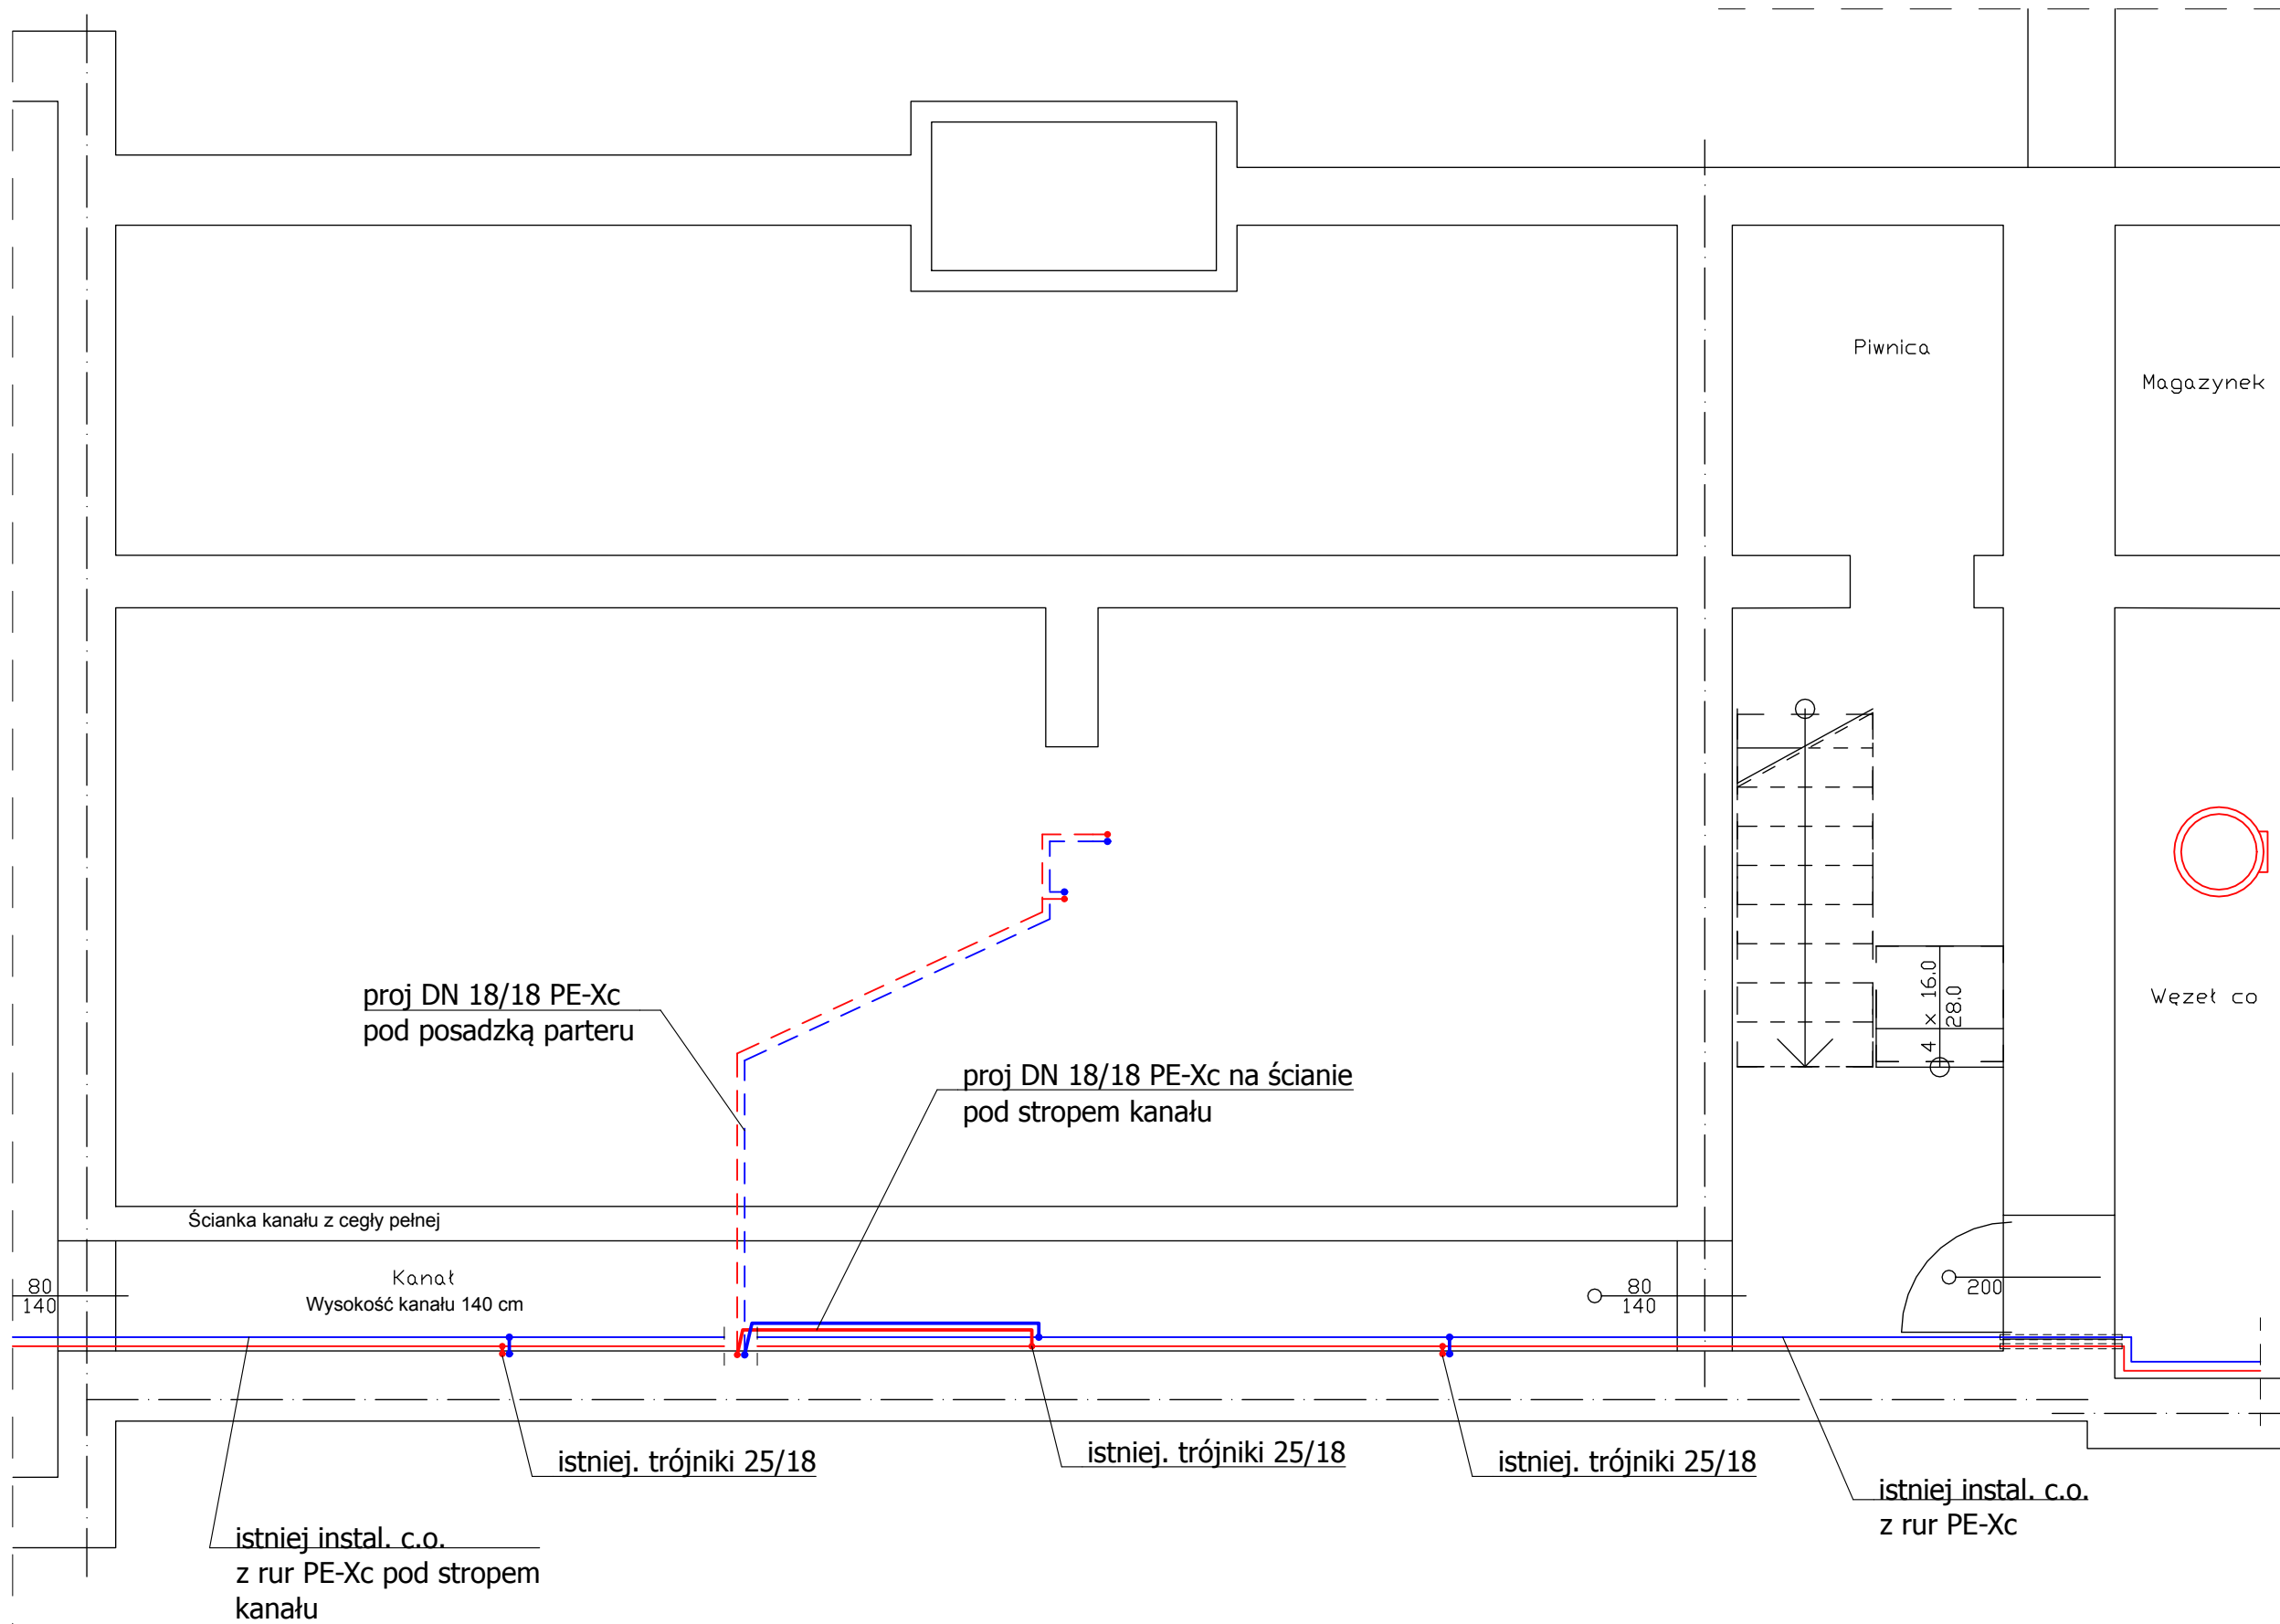 Piwnica
Magazynek
proj DN 18/18 PE-Xc
pod posadzką parteru
proj DN 18/18 PE-Xc na ścianie
pod stropem kanału
4 x 16.0
28.0
Węzeł co
Ścianka kanału z cegły pełnej
Kanał
Wysokość kanału 140 cm
80
140
80
140
200
istniej. trójniki 25/18
istniej. trójniki 25/18
istniej. trójniki 25/18
istniej instal. c.o.
z rur PE-Xc
istniej instal. c.o.
z rur PE-Xc pod stropem
kanału